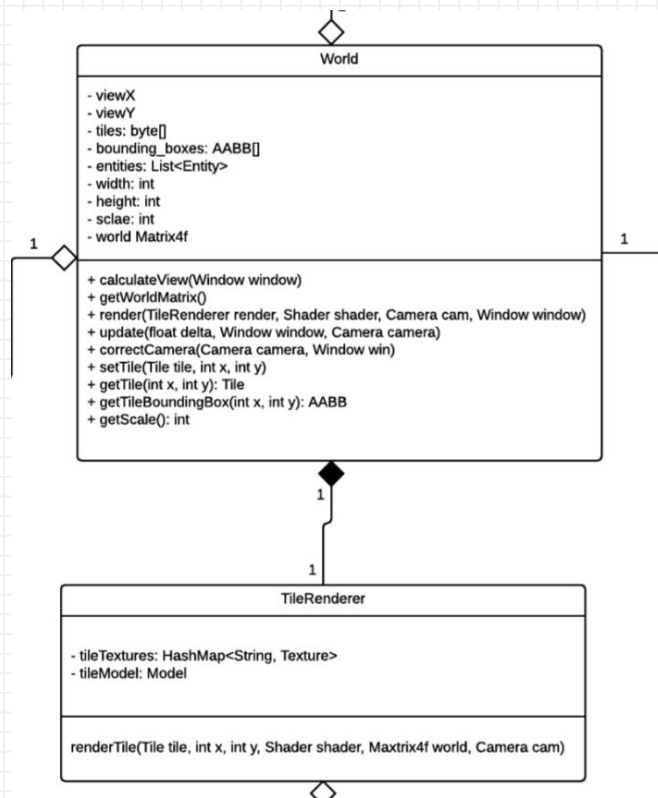 World
- viewX
- viewY
- tiles: byte[]
- bounding_boxes: AABB[]
- entities: List<Entity>
- width: int
- height: int
- sclae: int
- world Matrix4f
1
1
+ calculateView(Window window)
+ getWorldMatrix()
+ render(TileRenderer render, Shader shader, Camera cam, Window window)
+ update(float delta, Window window, Camera camera)
+ correctCamera(Camera camera, Window win)
+ setTile(Tile tile, int x, int y)
+ getTile(int x, int y): Tile
+ getTileBoundingBox(int x, int y): AABB
+ getScale(): int
1
1
TileRenderer
- tileTextures: HashMap<String, Texture>
- tileModel: Model
renderTile(Tile tile, int x, int y, Shader shader, Maxtrix4f world, Camera cam)